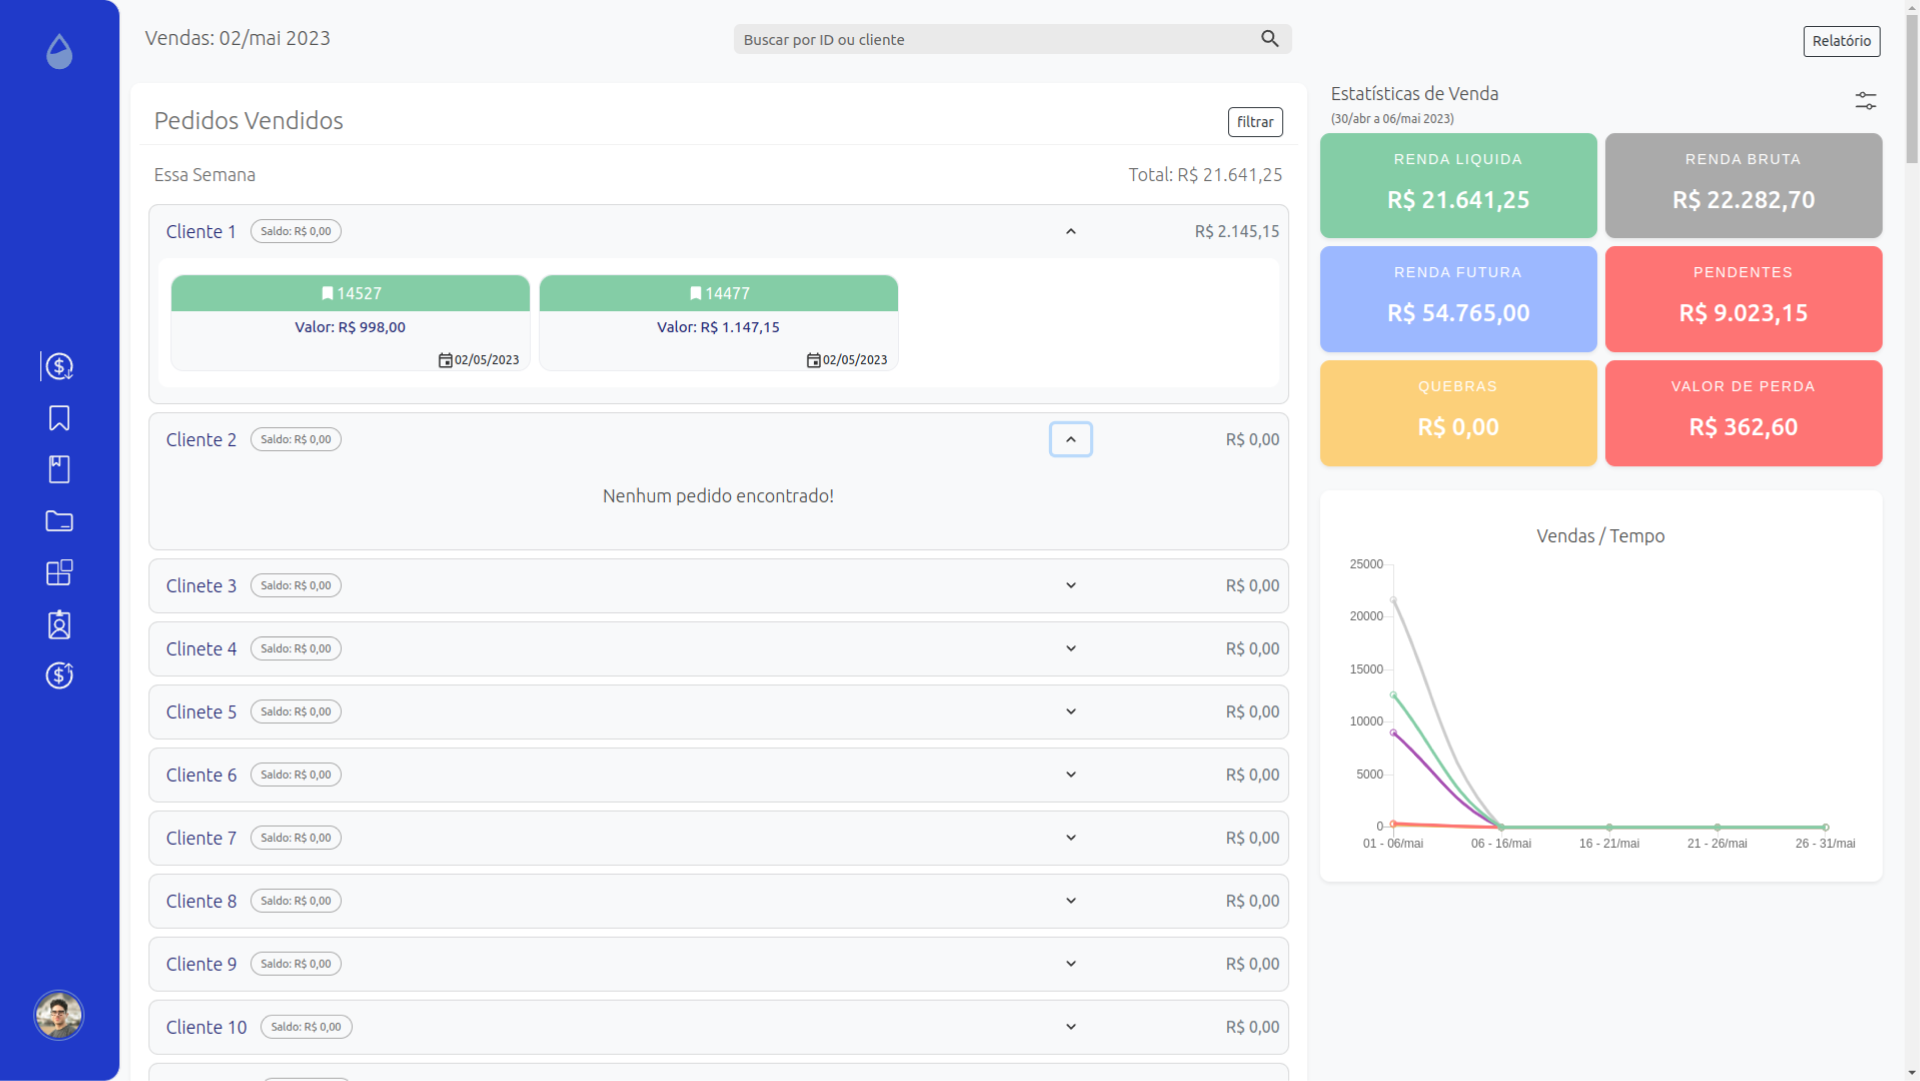 Vendas: 02/mai 2023
Buscar por ID ou cliente
Relatório
Pedidos Vendidos
filtrar
Essa Semana
Total: R$ 21.641,25
Cliente 1
Saldo: R$ 0,00
R$ 2.145,15
14527
Valor: R$ 998,00
02/05/2023
14477
Valor: R$ 1.147,15
02/05/2023
Cliente 2
Saldo: R$ 0,00
R$ 0,00
Nenhum pedido encontrado!
Clinete 3
Saldo: R$ 0,00
R$ 0,00
Clinete 4
Saldo: R$ 0,00
R$ 0,00
Clinete 5
Saldo: R$ 0,00
R$ 0,00
Cliente 6
Saldo: R$ 0,00
R$ 0,00
Cliente 7
Saldo: R$ 0,00
R$ 0,00
Cliente 8
Saldo: R$ 0,00
R$ 0,00
Cliente 9
Saldo: R$ 0,00
R$ 0,00
Cliente 10
Saldo: R$ 0,00
R$ 0,00
Estatísticas de Venda
(30/abr a 06/mai 2023)
RENDA LIQUIDA
R$ 21.641,25
RENDA BRUTA
R$ 22.282,70
RENDA FUTURA
R$ 54.765,00
PENDENTES
R$ 9.023,15
QUEBRAS
R$ 0,00
VALOR DE PERDA
R$ 362,60
Vendas / Tempo
25000
20000
15000
10000
5000
0
01 - 06/mai
06 - 16/mai
16 - 21/mai
21 - 26/mai
26 - 31/mai